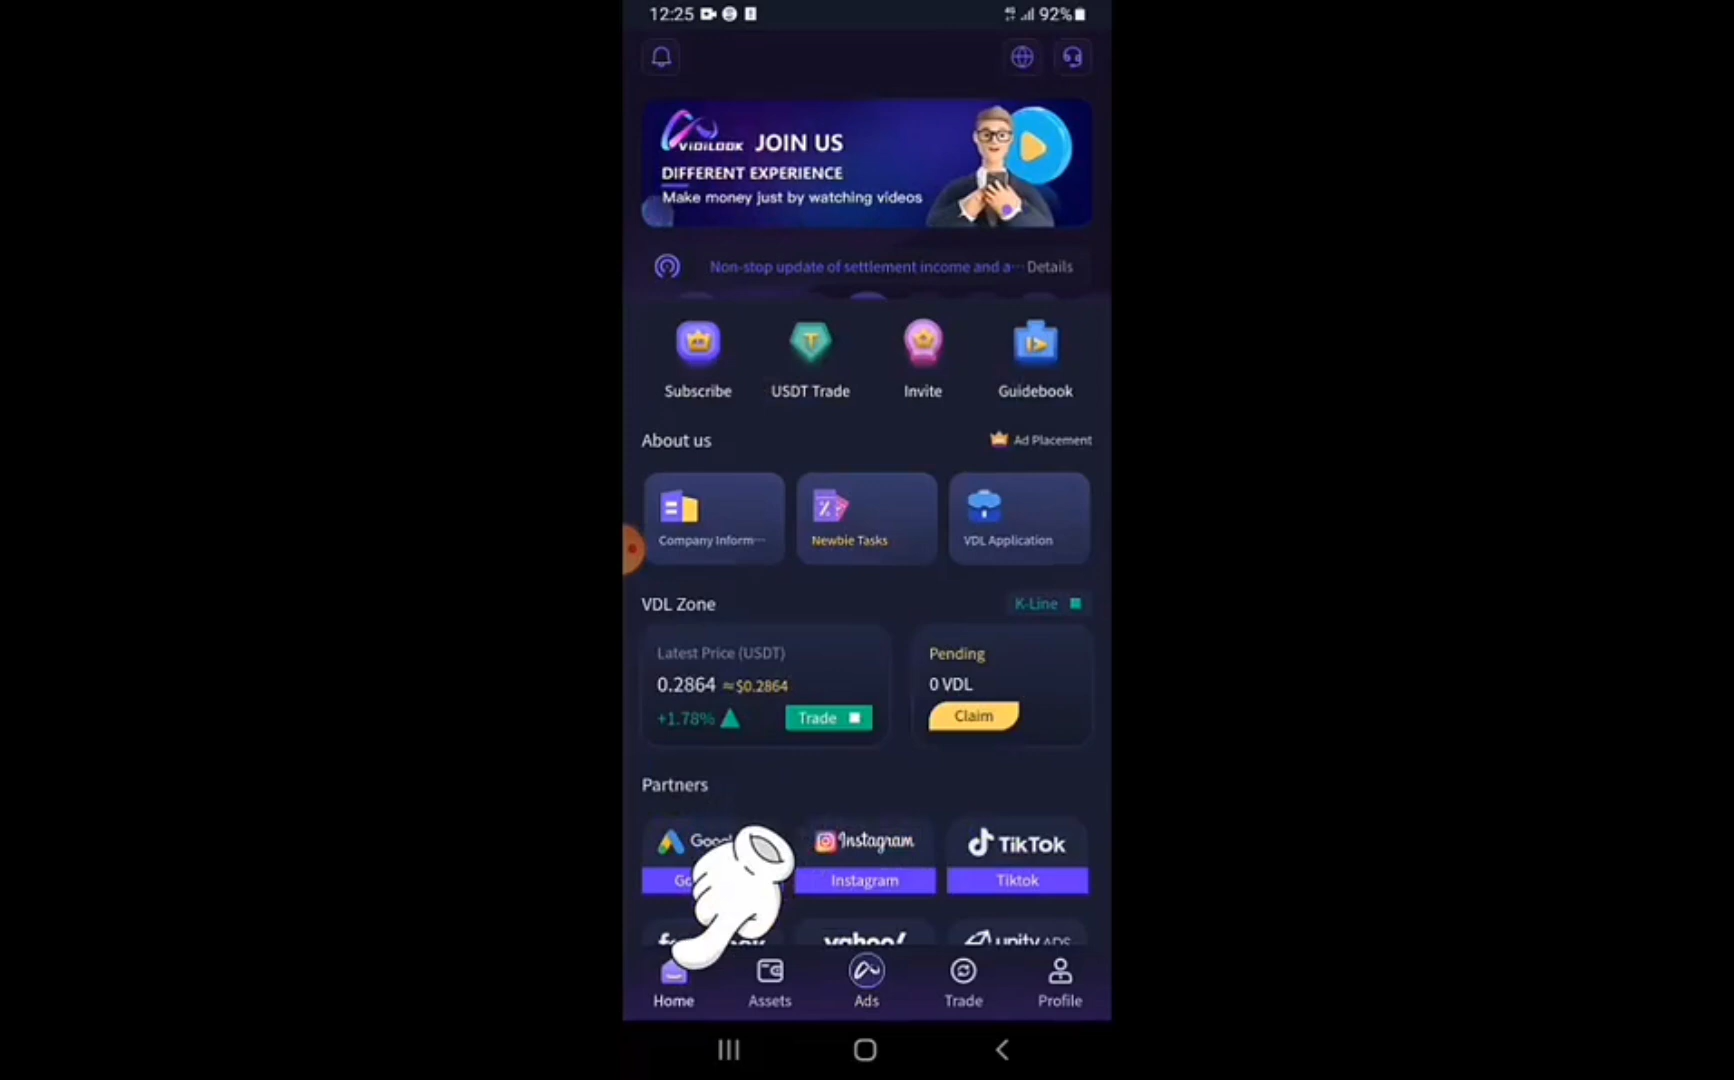 12:25
92%
VIDILOOK JOIN US
DIFFERENT EXPERIENCE
Make money just by watching videos
Non-stop update of settlement income and a··· Details
Subscribe
USDT Trade
Invite
Guidebook
About us
Ad Placement
Company Inform···
Newbie Tasks
VDL Application
VDL Zone
K-Line
Latest Price (USDT)
0.2864 ≈$0.2864
+1.78%
Trade
Pending
0 VDL
Claim
Partners
Instagram
TikTok
Instagram
Tiktok
yahoo!
unity ADS
Home
Assets
Ads
Trade
Profile